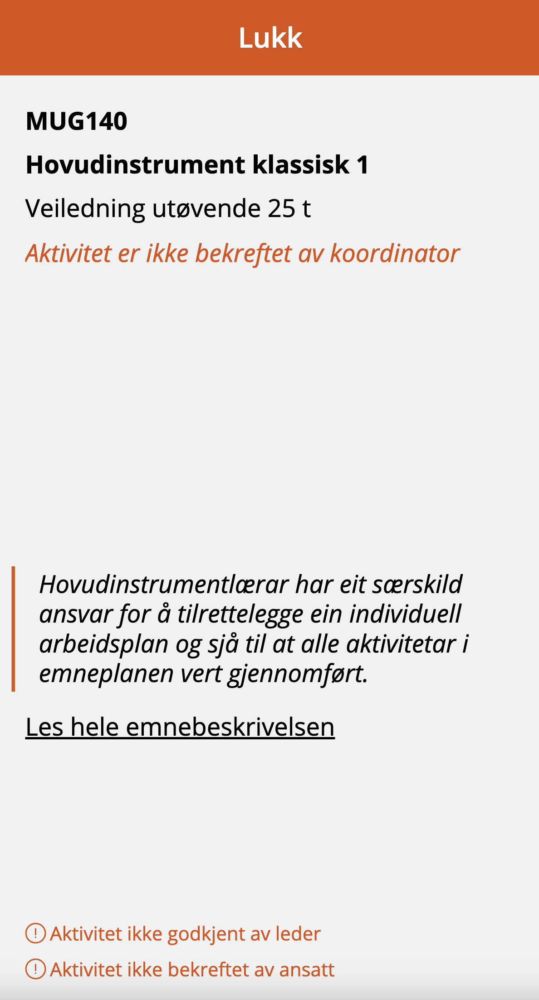 Lukk
MUG140
Hovudinstrument klassisk 1
Veiledning utøvende 25 t
Aktivitet er ikke bekreftet av koordinator
Hovudinstrumentlærar har eit særskild
ansvar for å tilrettelegge ein individuell
arbeidsplan og sjå til at alle aktivitetar i
emneplanen vert gjennomført.
Les hele emnebeskrivelsen
Aktivitet ikke godkjent av leder
Aktivitet ikke bekreftet av ansatt